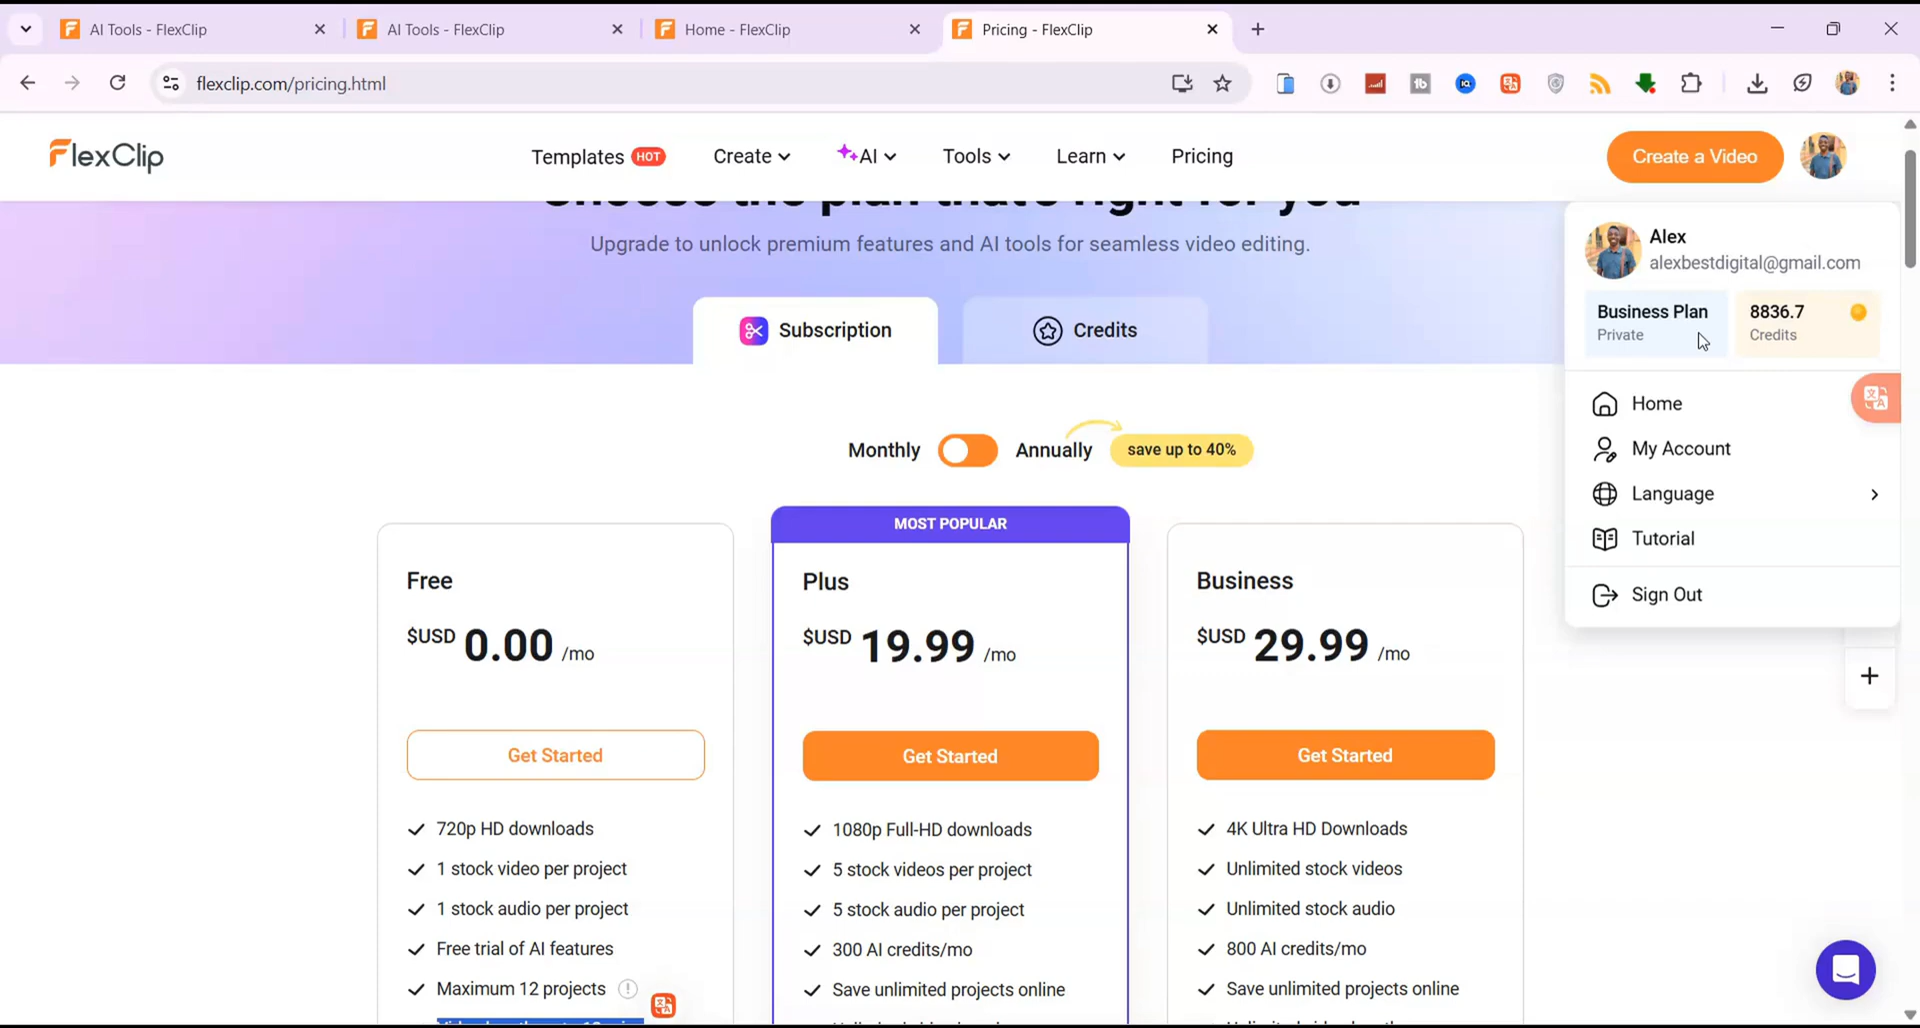 AI Tools - FlexClip
AI Tools - FlexClip
Home - FlexClip
Pricing - FlexClip
flexclip.com/pricing.html
FlexClip
Templates HOT
Create
AI
Tools
Learn
Pricing
Create a Video
Choose the plan that's right for you
Upgrade to unlock premium features and AI tools for seamless video editing.
Subscription
Credits
Alex
alexbestdigital@gmail.com
Business Plan
Private
8836.7
Credits
Home
My Account
Language
Tutorial
Sign Out
Monthly
Annually
save up to 40%
Free
$USD 0.00 /mo
Get Started
720p HD downloads
1 stock video per project
1 stock audio per project
Free trial of AI features
Maximum 12 projects
MOST POPULAR
Plus
$USD 19.99 /mo
Get Started
1080p Full-HD downloads
5 stock videos per project
5 stock audio per project
300 AI credits/mo
Save unlimited projects online
Business
$USD 29.99 /mo
Get Started
4K Ultra HD Downloads
Unlimited stock videos
Unlimited stock audio
800 AI credits/mo
Save unlimited projects online